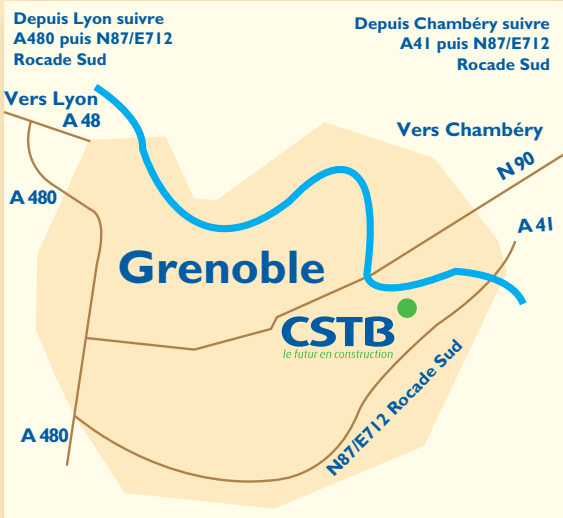 Depuis Lyon suivre
A480 puis N87/E712
Rocade Sud
Depuis Chambéry suivre
A41 puis N87/E712
Rocade Sud
Vers Lyon
A 48
Vers Chambéry
N 90
A 480
A 41
Grenoble
CSTB
le futur en construction
N87/E712 Rocade Sud
A 480